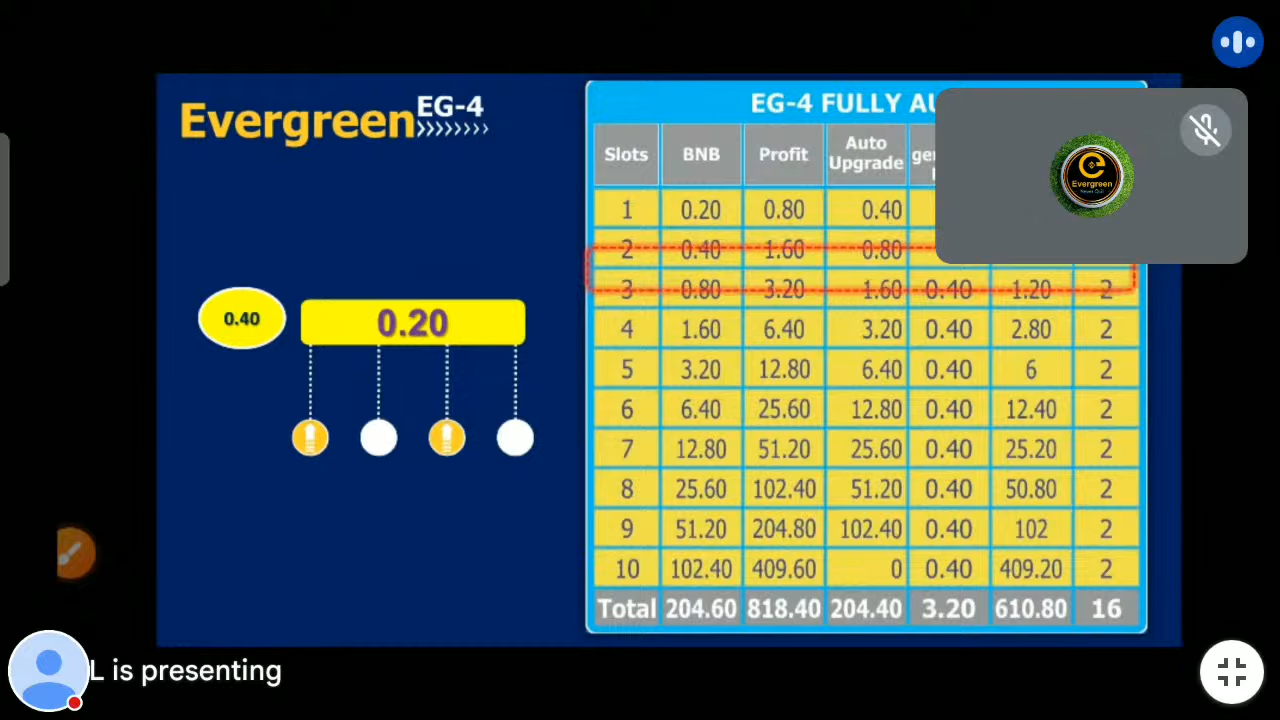 Evergreen EG-4
EG-4 FULLY AU
Slots BNB Profit Auto Upgrade
1 0.20 0.80 0.40
2 0.40 1.60 0.80
3 0.80 3.20 1.60 0.40 1.20 2
4 1.60 6.40 3.20 0.40 2.80 2
5 3.20 12.80 6.40 0.40 6 2
6 6.40 25.60 12.80 0.40 12.40 2
7 12.80 51.20 25.60 0.40 25.20 2
8 25.60 102.40 51.20 0.40 50.80 2
9 51.20 204.80 102.40 0.40 102 2
10 102.40 409.60 0 0.40 409.20 2
Total 204.60 818.40 204.40 3.20 610.80 16
0.40 0.20
Evergreen
L is presenting